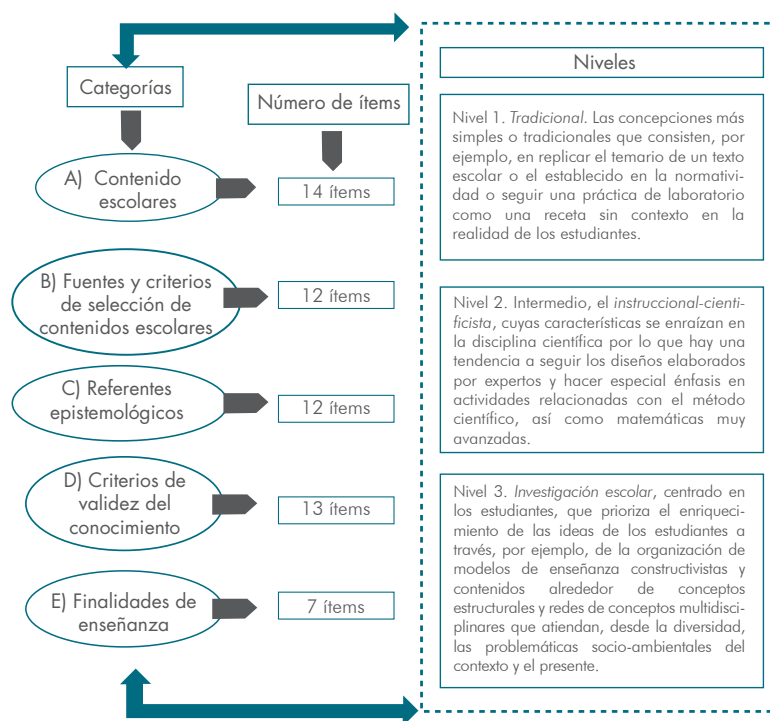 Categorías
Número de ítems
A) Contenido
escolares
14 ítems
B) Fuentes y criterios
de selección de
contenidos escolares
12 ítems
C) Referentes
epistemológicos
12 ítems
D) Criterios de
validez del
conocimiento
13 ítems
E) Finalidades de
enseñanza
7 ítems
Niveles
Nivel 1. Tradicional. Las concepciones más
simples o tradicionales que consisten, por
ejemplo, en replicar el temario de un texto
escolar o el establecido en la normativi-
dad o seguir una práctica de laboratorio
como una receta sin contexto en la
realidad de los estudiantes.
Nivel 2. Intermedio, el instruccional-cienti-
ficista, cuyas características se enraízan en
la disciplina científica por lo que hay una
tendencia a seguir los diseños elaborados
por expertos y hacer especial énfasis en
actividades relacionadas con el método
científico, así como matemáticas muy
avanzadas.
Nivel 3. Investigación escolar, centrado en
los estudiantes, que prioriza el enriqueci-
miento de las ideas de los estudiantes a
través, por ejemplo, de la organización de
modelos de enseñanza constructivistas y
contenidos alrededor de conceptos
estructurales y redes de conceptos multidisci-
plinares que atiendan, desde la diversidad,
las problemáticas socio-ambientales del
contexto y el presente.